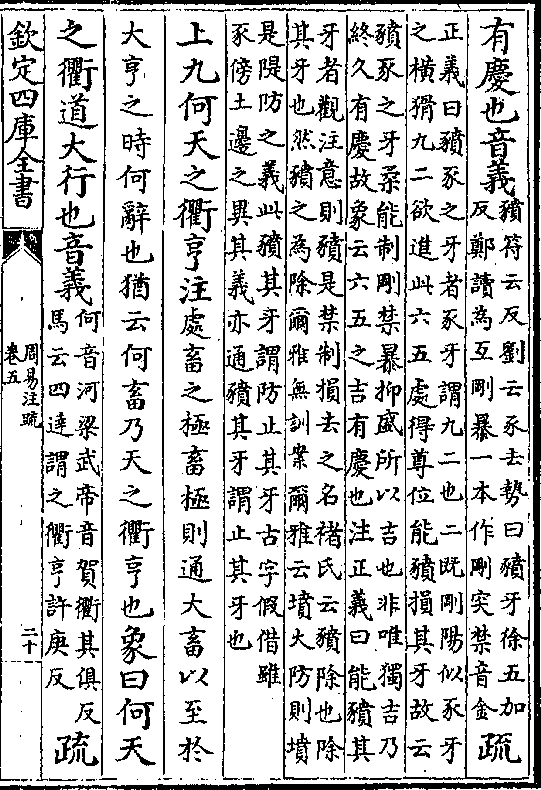 有慶也音義
豶符云反劉云豕去勢曰豶牙徐五加
反鄭讀為互剛暴一本作剛突禁音金
疏
正義曰豶豕之牙者豕牙謂九二也二既剛陽似豕牙
之橫猾九二欲進此六五處得尊位能豶損其牙故云
豶豕之牙柔能制剛禁暴抑盛所以吉也非唯獨吉乃
終久有慶故象云六五之吉有慶也注正義曰能豶其
牙者觀注意則豶是禁制損去之名褚氏云豶除也除
其牙也然豶之為除爾雅無訓案爾雅云墳大防則墳
是隄防之義此豶其牙謂防止其牙古字假借雖
豕傍土邊之異其義亦通豶其牙謂止其牙也
上九何天之衢亨注處畜之極畜極則通大畜以至於
大亨之時何辭也猶云何畜乃天之衢亨也象曰何天
之衢道大行也音義
何音河梁武帝音賀衢其俱反
馬云四達謂之衢亨許庚反
疏
欽定四庫全書
周易注疏
卷五
二十